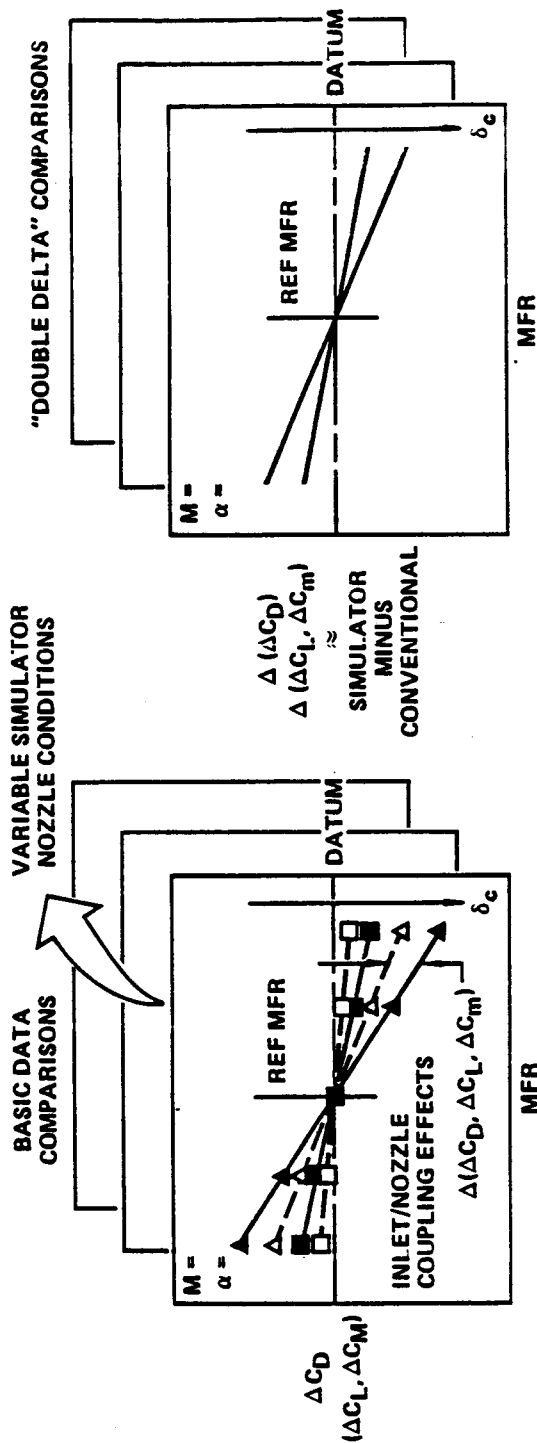 BASIC DATA
COMPARISONS
VARIABLE SIMULATOR
NOZZLE CONDITIONS
M =
α =
REF MFR
DATUM
δc
INLET/NOZZLE
COUPLING EFFECTS
Δ(ΔCD, ΔCL, ΔCm)
ΔCD
(ΔCL, ΔCM)
MFR
"DOUBLE DELTA" COMPARISONS
M =
α =
REF MFR
DATUM
δc
Δ (ΔCD)
Δ (ΔCL, ΔCm)
≈
SIMULATOR
MINUS
CONVENTIONAL
MFR